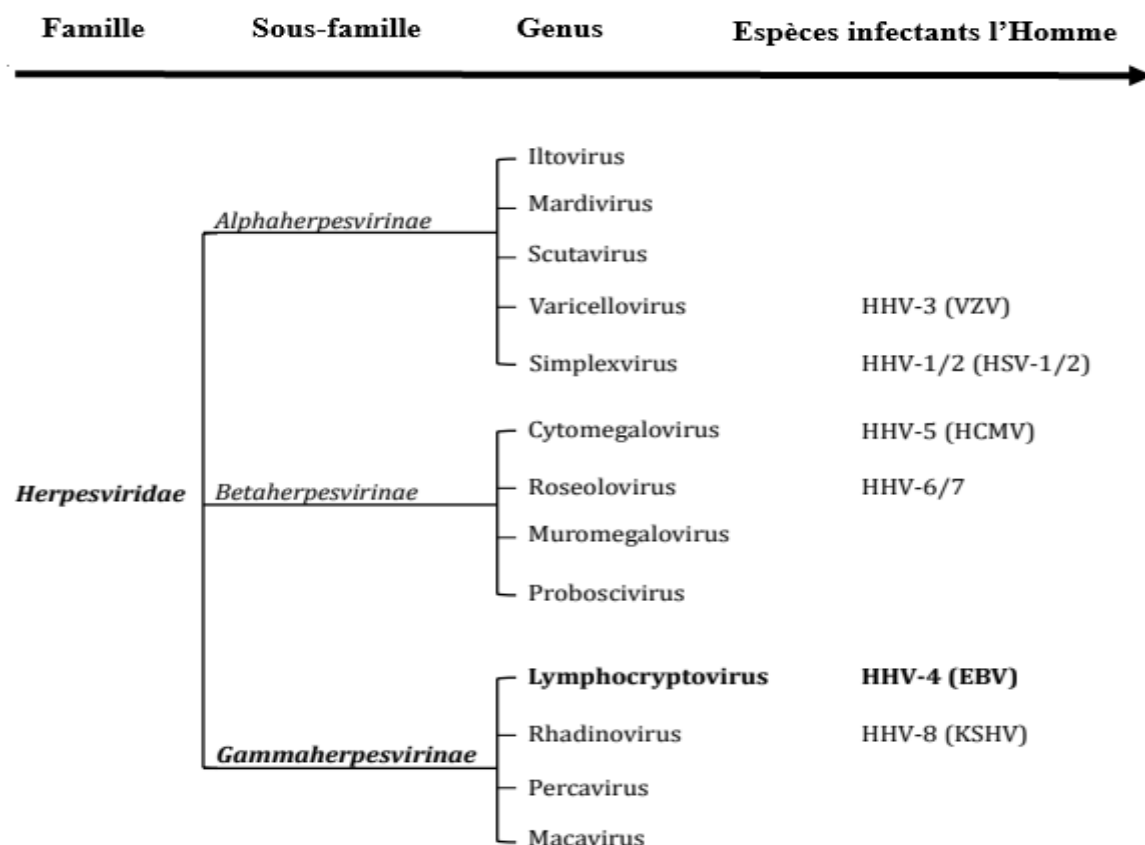 Famille Sous-famille Genus Espèces infectants l'Homme
Iltovirus
Mardivirus
Alphaherpesvirinae
Scutavirus
Varicellovirus HHV-3 (VZV)
Simplexvirus HHV-1/2 (HSV-1/2)
Cytomegalovirus HHV-5 (HCMV)
Herpesviridae Betaherpesvirinae Roseolovirus HHV-6/7
Muromegalovirus
Proboscivirus
Lymphocryptovirus HHV-4 (EBV)
Rhadinovirus HHV-8 (KSHV)
Gammaherpesvirinae
Percavirus
Macavirus